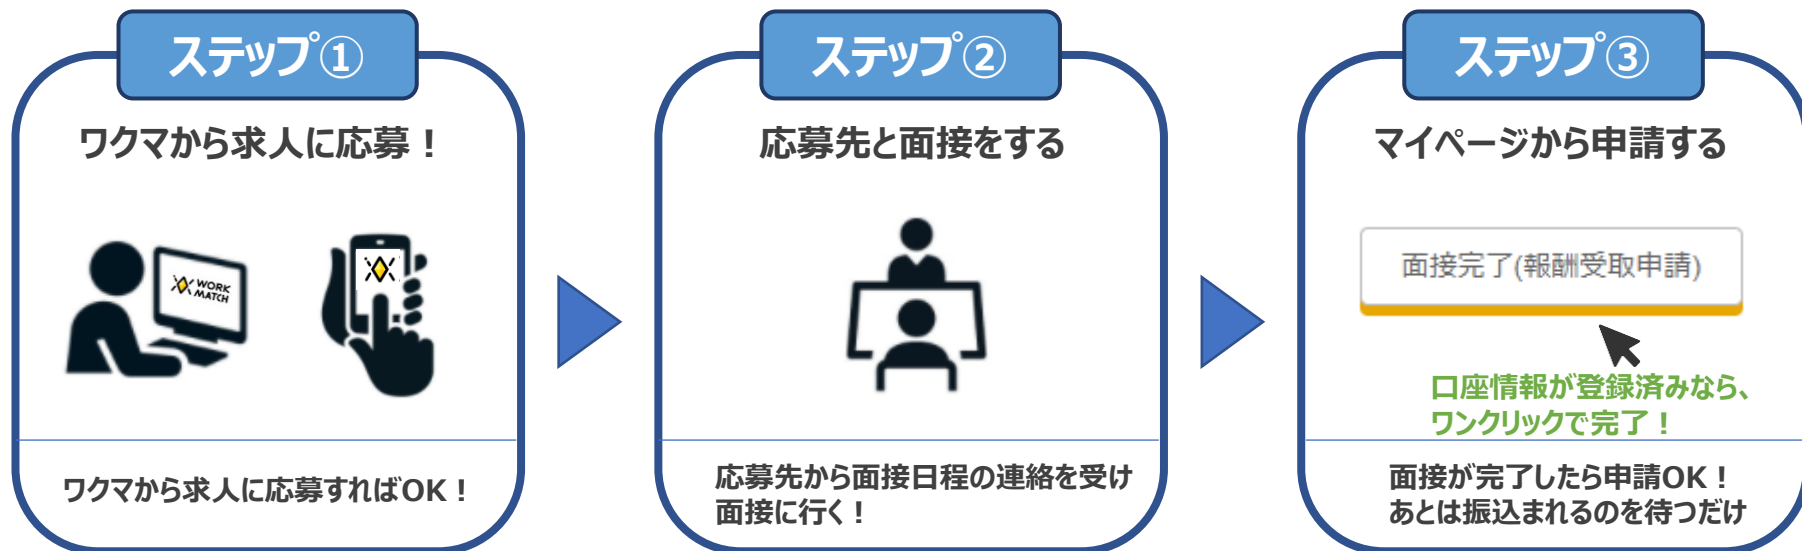 ステップ①
ワクマから求人に応募！
WORK
MATCH
ワクマから求人に応募すればOK！
ステップ②
応募先と面接をする
応募先から面接日程の連絡を受け
面接に行く！
ステップ③
マイページから申請する
面接完了(報酬受取申請)
口座情報が登録済みなら、
ワンクリックで完了！
面接が完了したら申請OK！
あとは振込まれるのを待つだけ